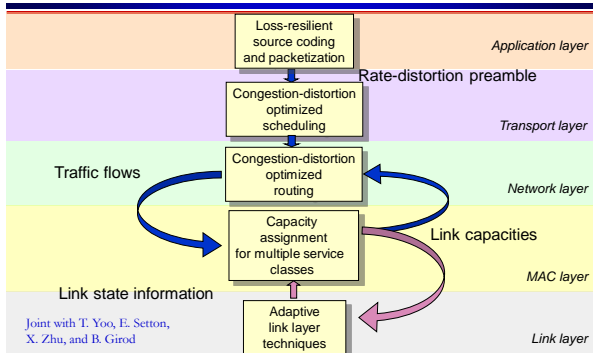 Loss-resilient
source coding
and packetization
Application layer
Rate-distortion preamble
Congestion-distortion
optimized
scheduling
Transport layer
Congestion-distortion
optimized
routing
Traffic flows
Network layer
Capacity
assignment
for multiple service
classes
Link capacities
MAC layer
Link state information
Adaptive
link layer
techniques
Joint with T. Yoo, E. Setton,
X. Zhu, and B. Girod
Link layer